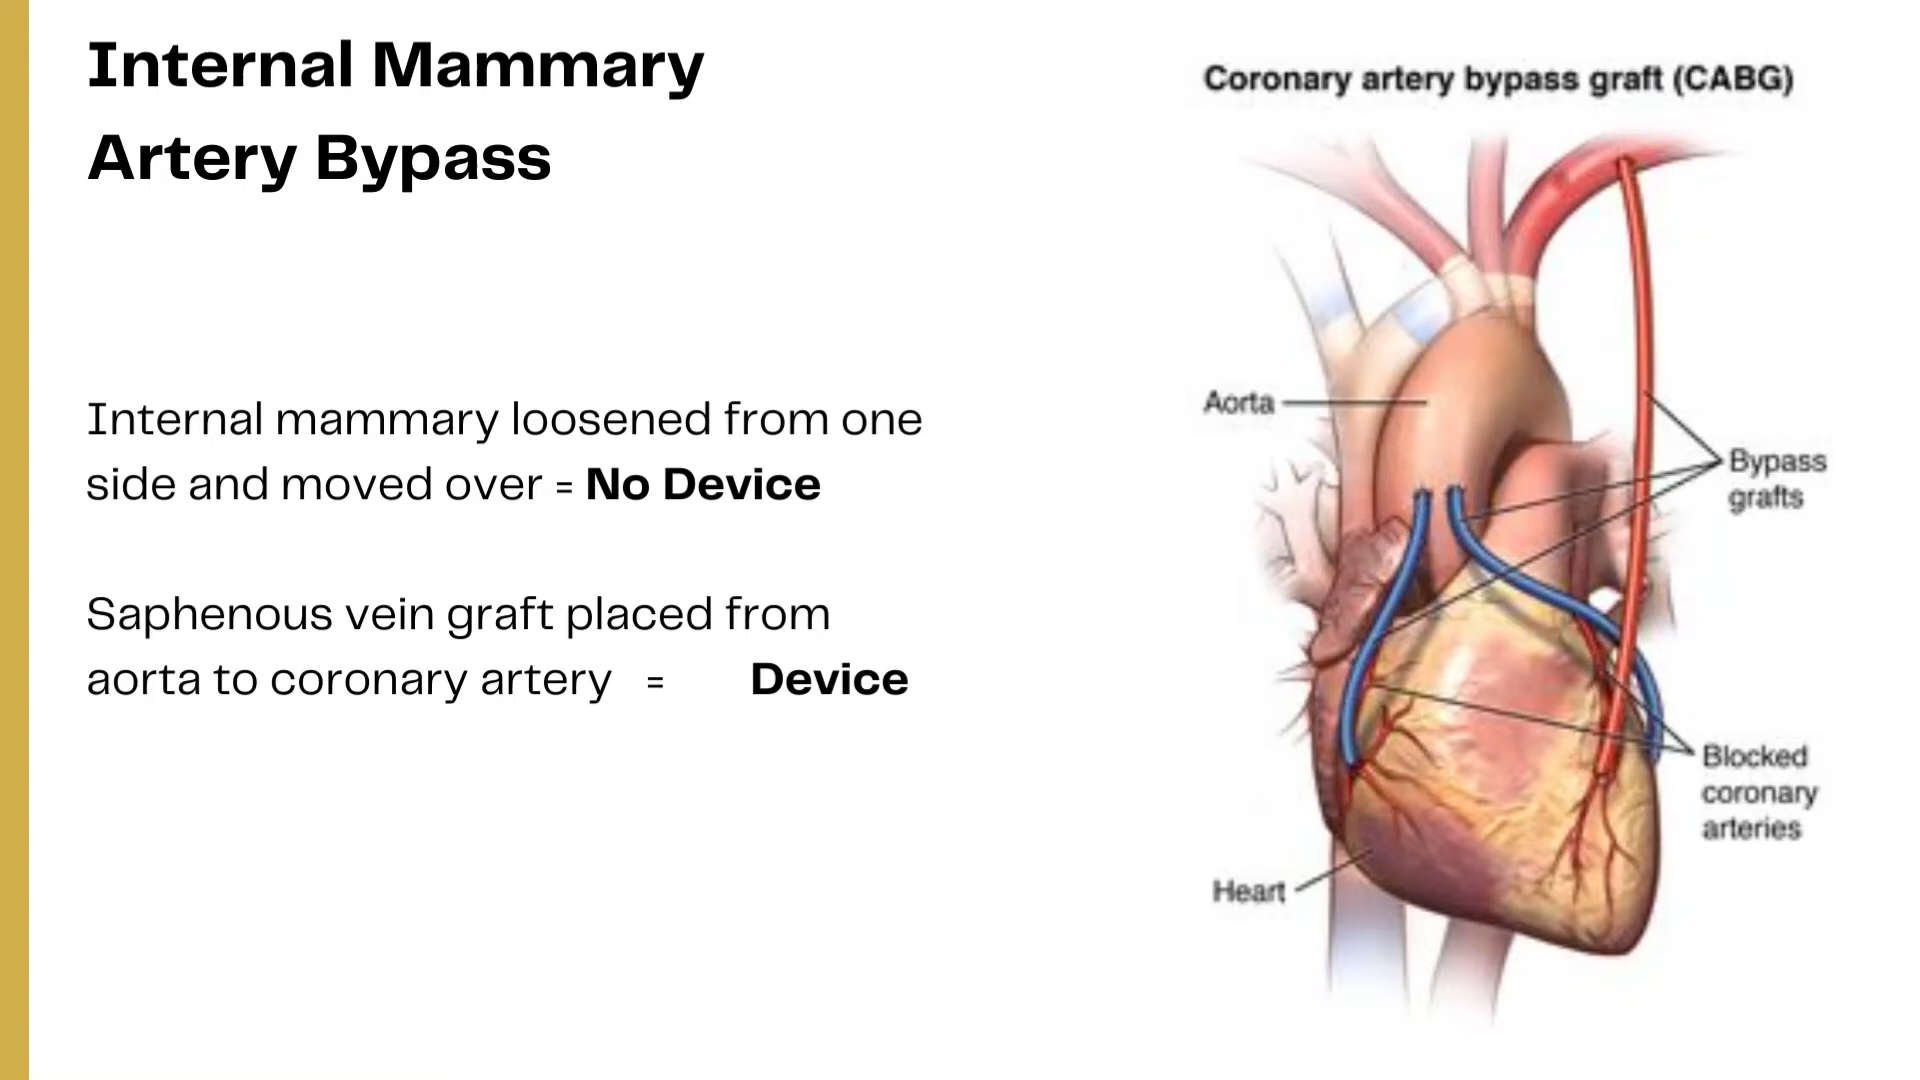 Internal Mammary
Artery Bypass
Internal mammary loosened from one
side and moved over = No Device
Saphenous vein graft placed from
aorta to coronary artery = Device
Coronary artery bypass graft (CABG)
Aorta
Bypass
grafts
Blocked
coronary
arteries
Heart